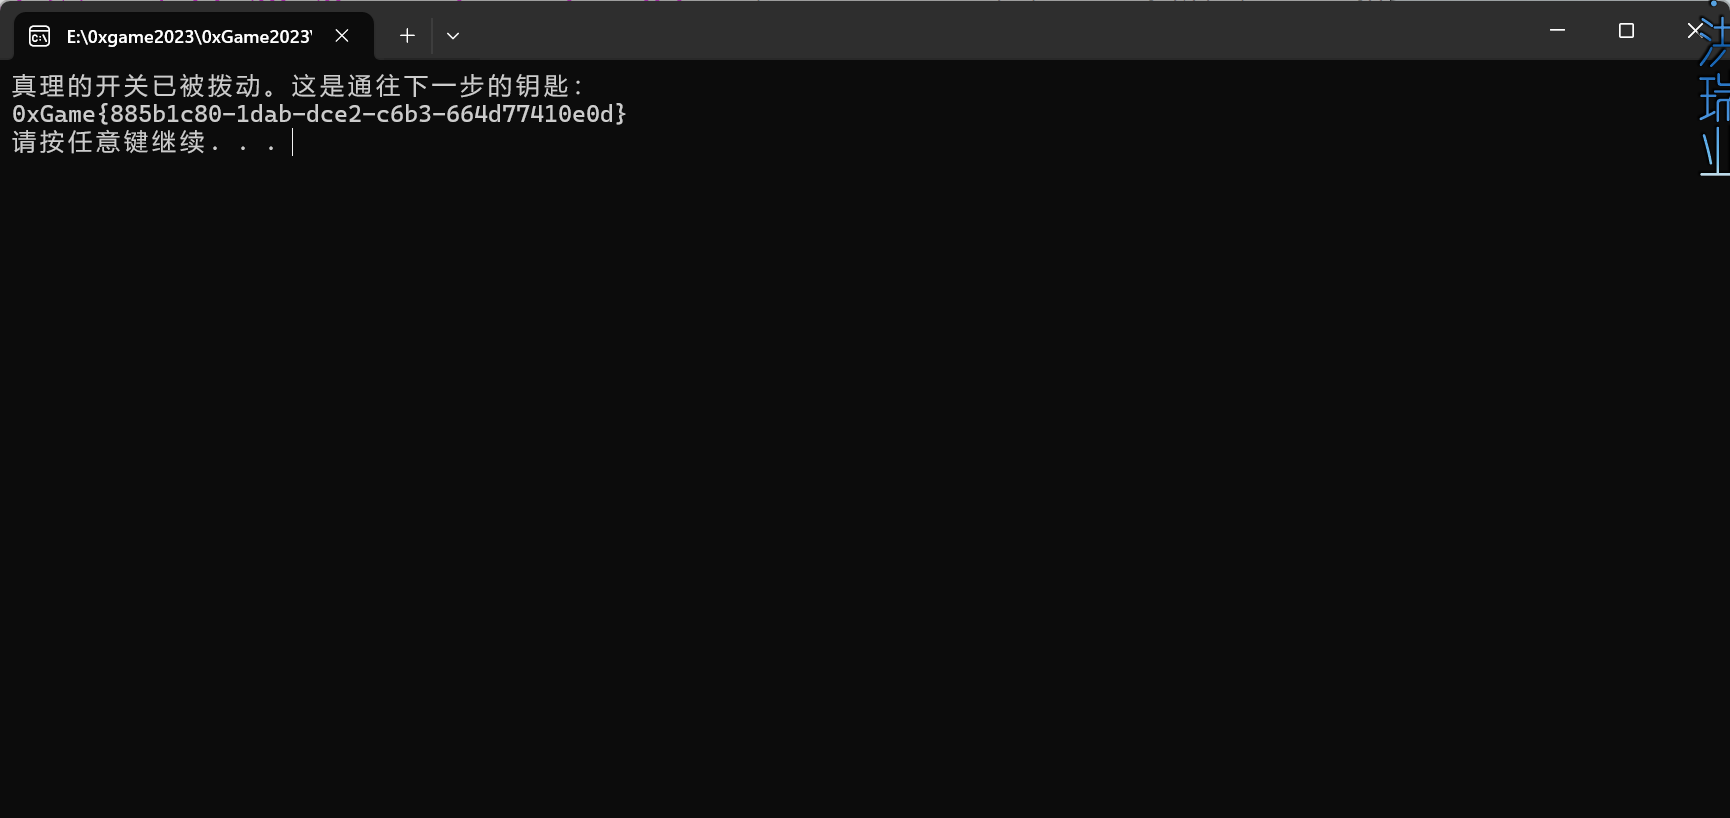 E:\0xgame2023\0xGame2023
真理的开关已被拨动。这是通往下一步的钥匙：
0xGame{885b1c80-1dab-dce2-c6b3-664d77410e0d}
请按任意键继续. . .